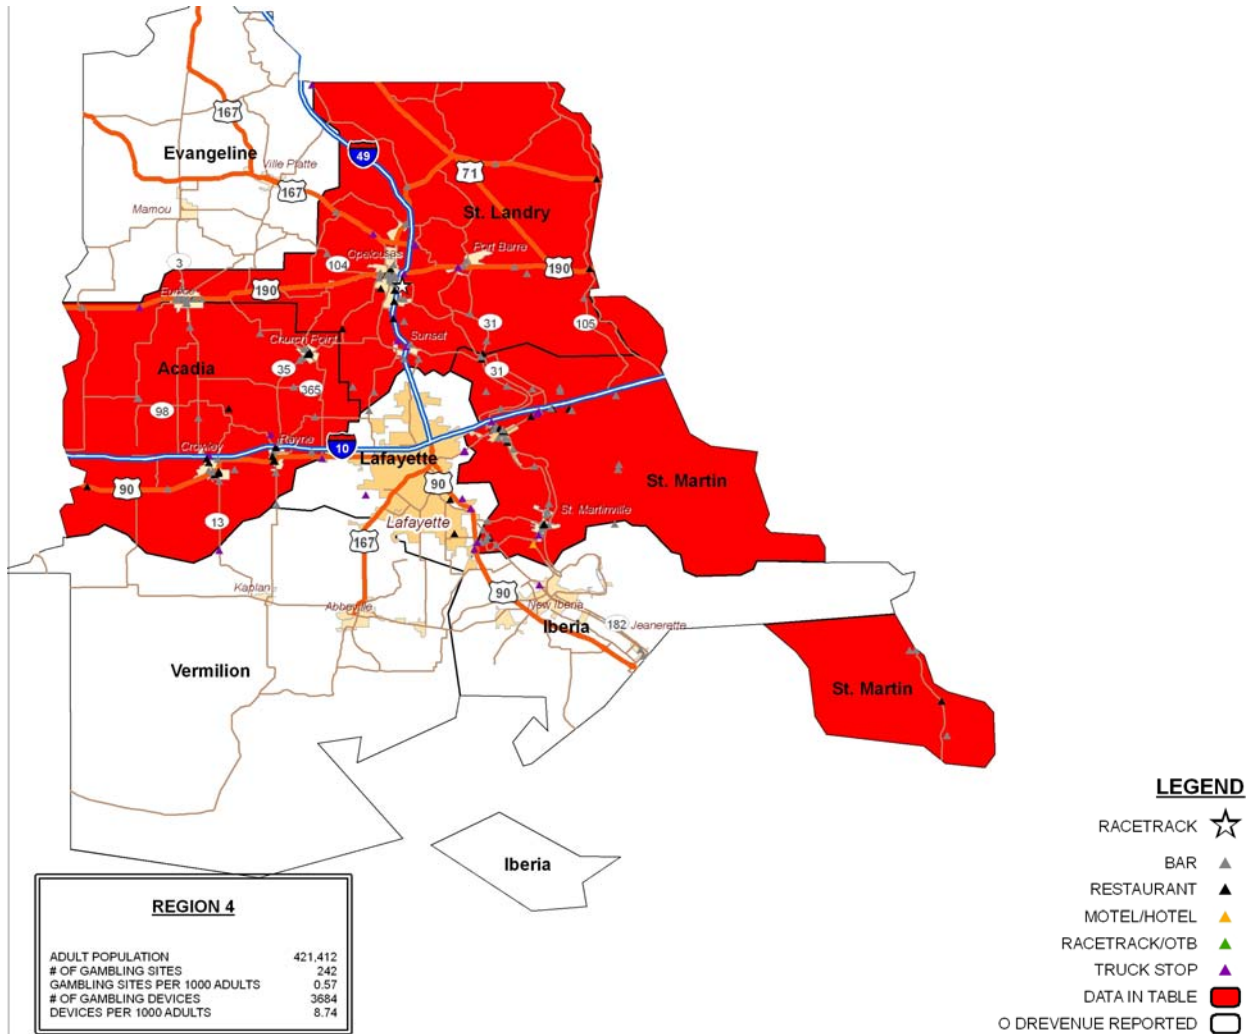 167
Evangeline
Ville Platte
49
71
167
Mamou
St. Landry
Opelousas
Port Barre
3
104
190
190
Eunice
31
105
Church Point
Sunset
Acadia
35
31
365
98
Crowley
Rayne
10
Lafayette
St. Martin
90
90
13
Lafayette
St. Martinville
167
Kaplan
Abbeville
90
New Iberia
Iberia
182
Jeanerette
Vermilion
St. Martin
Iberia
LEGEND
RACETRACK
BAR
RESTAURANT
MOTEL/HOTEL
RACETRACK/OTB
TRUCK STOP
DATA IN TABLE
O DREVENUE REPORTED
REGION 4
ADULT POPULATION 421,412
# OF GAMBLING SITES 242
GAMBLING SITES PER 1000 ADULTS 0.57
# OF GAMBLING DEVICES 3684
DEVICES PER 1000 ADULTS 8.74